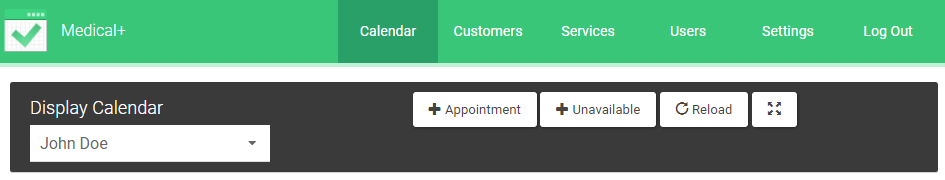 Medical+ Calendar Customers Services Users Settings Log Out
Display Calendar
Appointment Unavailable Reload
John Doe